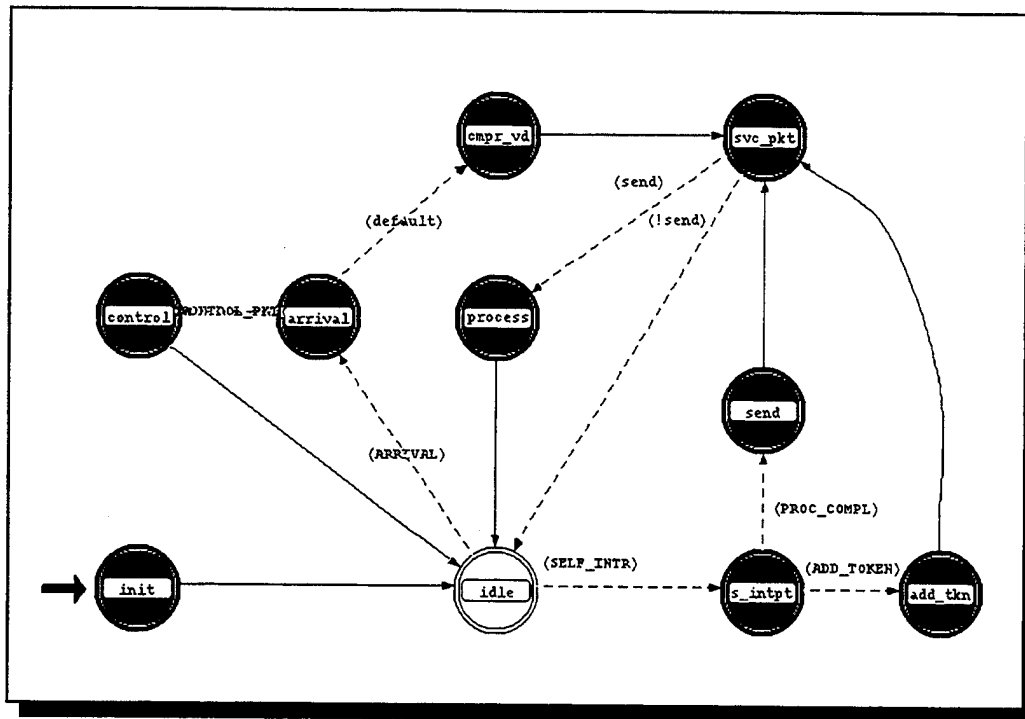 cmpr_vd
svc_pkt
(send)
(default)
(!send)
control
arrival
process
send
(ARRIVAL)
(PROC_COMPL)
(SELF_INTR)
(ADD_TOKEN)
init
idle
s_intpt
add_tkn